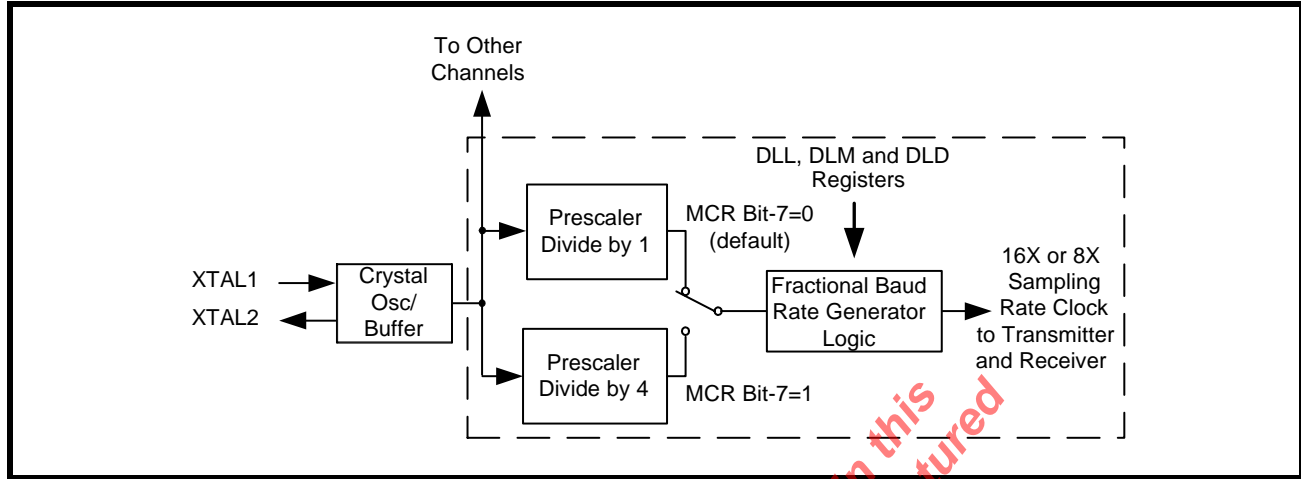 To Other
Channels
DLL, DLM and DLD
Registers
Prescaler
Divide by 1
MCR Bit-7=0
(default)
XTAL1
XTAL2
Crystal
Osc/
Buffer
Fractional Baud
Rate Generator
Logic
16X or 8X
Sampling
Rate Clock
to Transmitter
and Receiver
Prescaler
Divide by 4
MCR Bit-7=1
in this